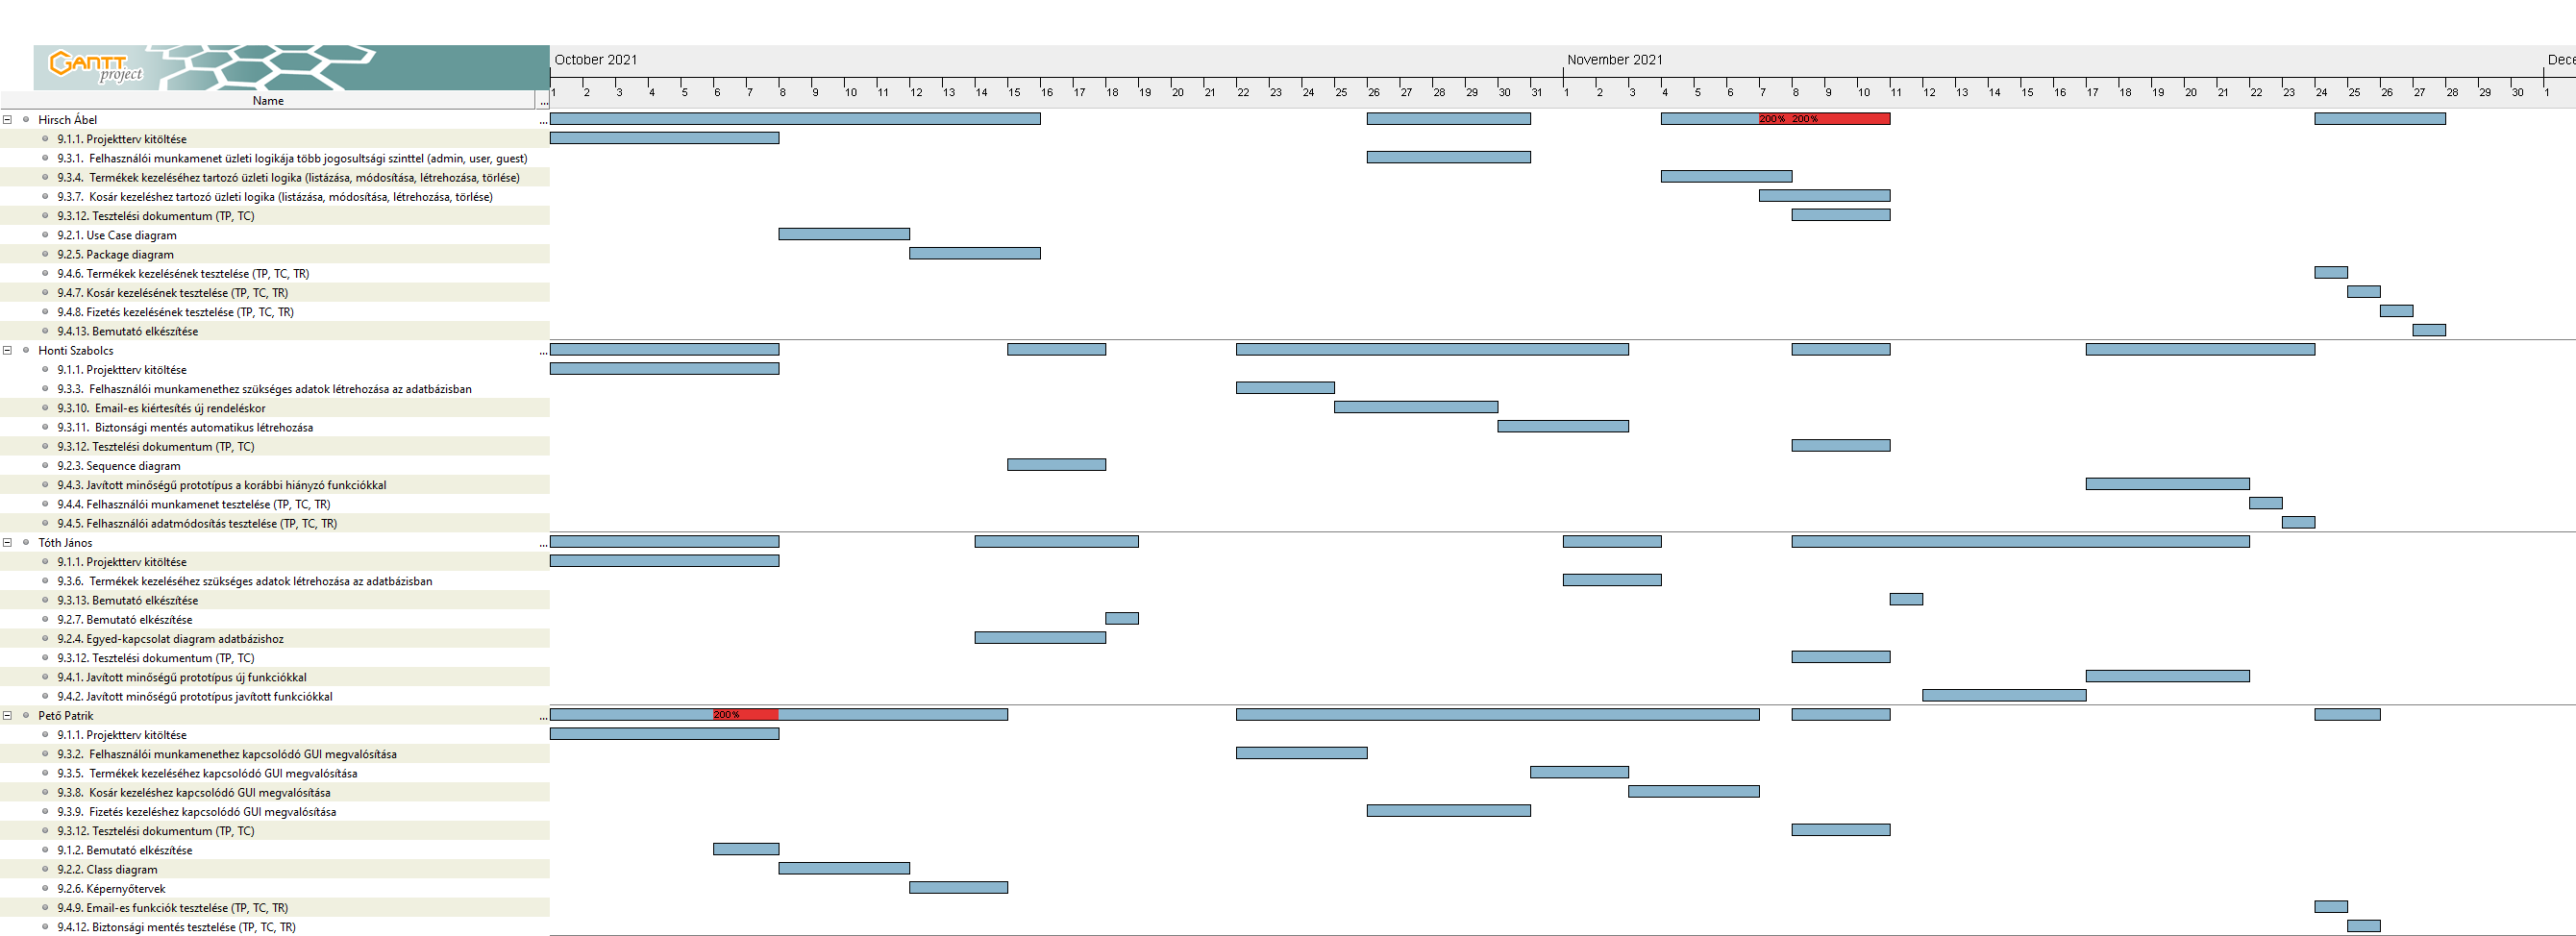 GANTT project
October 2021
November 2021
Dece
Name ...
1 2 3 4 5 6 7 8 9 10 11 12 13 14 15 16 17 18 19 20 21 22 23 24 25 26 27 28 29 30 31 1 2 3 4 5 6 7 8 9 10 11 12 13 14 15 16 17 18 19 20 21 22 23 24 25 26 27 28 29 30 1
Hirsch Ábel ... 200% 200%
9.1.1. Projektterv kitöltése
9.3.1. Felhasználói munkamenet üzleti logikája több jogosultsági szinttel (admin, user, guest)
9.3.4. Termékek kezeléséhez tartozó üzleti logika (listázása, módosítása, létrehozása, törlése)
9.3.7. Kosár kezeléshez tartozó üzleti logika (listázása, módosítása, létrehozása, törlése)
9.3.12. Tesztelési dokumentum (TP, TC)
9.2.1. Use Case diagram
9.2.5. Package diagram
9.4.6. Termékek kezelésének tesztelése (TP, TC, TR)
9.4.7. Kosár kezelésének tesztelése (TP, TC, TR)
9.4.8. Fizetés kezelésének tesztelése (TP, TC, TR)
9.4.13. Bemutató elkészítése
Honti Szabolcs ...
9.1.1. Projektterv kitöltése
9.3.3. Felhasználói munkamenethez szükséges adatok létrehozása az adatbázisban
9.3.10. Email-es kiértesítés új rendeléskor
9.3.11. Biztonsági mentés automatikus létrehozása
9.3.12. Tesztelési dokumentum (TP, TC)
9.2.3. Sequence diagram
9.4.3. Javított minőségű prototípus a korábbi hiányzó funkciókkal
9.4.4. Felhasználói munkamenet tesztelése (TP, TC, TR)
9.4.5. Felhasználói adatmódosítás tesztelése (TP, TC, TR)
Tóth János ...
9.1.1. Projektterv kitöltése
9.3.6. Termékek kezeléséhez szükséges adatok létrehozása az adatbázisban
9.3.13. Bemutató elkészítése
9.2.7. Bemutató elkészítése
9.2.4. Egyed-kapcsolat diagram adatbázishoz
9.3.12. Tesztelési dokumentum (TP, TC)
9.4.1. Javított minőségű prototípus új funkciókkal
9.4.2. Javított minőségű prototípus javított funkciókkal
Pető Patrik ... 200%
9.1.1. Projektterv kitöltése
9.3.2. Felhasználói munkamenethez kapcsolódó GUI megvalósítása
9.3.5. Termékek kezeléséhez kapcsolódó GUI megvalósítása
9.3.8. Kosár kezeléshez kapcsolódó GUI megvalósítása
9.3.9. Fizetés kezeléshez kapcsolódó GUI megvalósítása
9.3.12. Tesztelési dokumentum (TP, TC)
9.1.2. Bemutató elkészítése
9.2.2. Class diagram
9.2.6. Képernyőtervek
9.4.9. Email-es funkciók tesztelése (TP, TC, TR)
9.4.12. Biztonsági mentés tesztelése (TP, TC, TR)